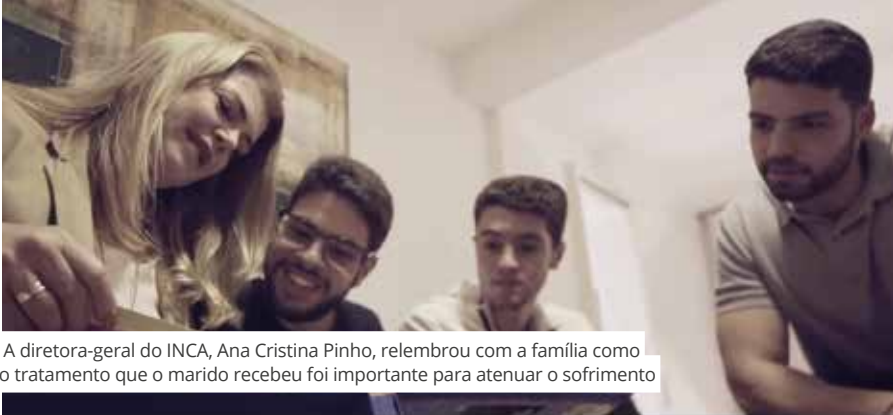 A diretora-geral do INCA, Ana Cristina Pinho, relembrou com a família como
o tratamento que o marido recebeu foi importante para atenuar o sofrimento